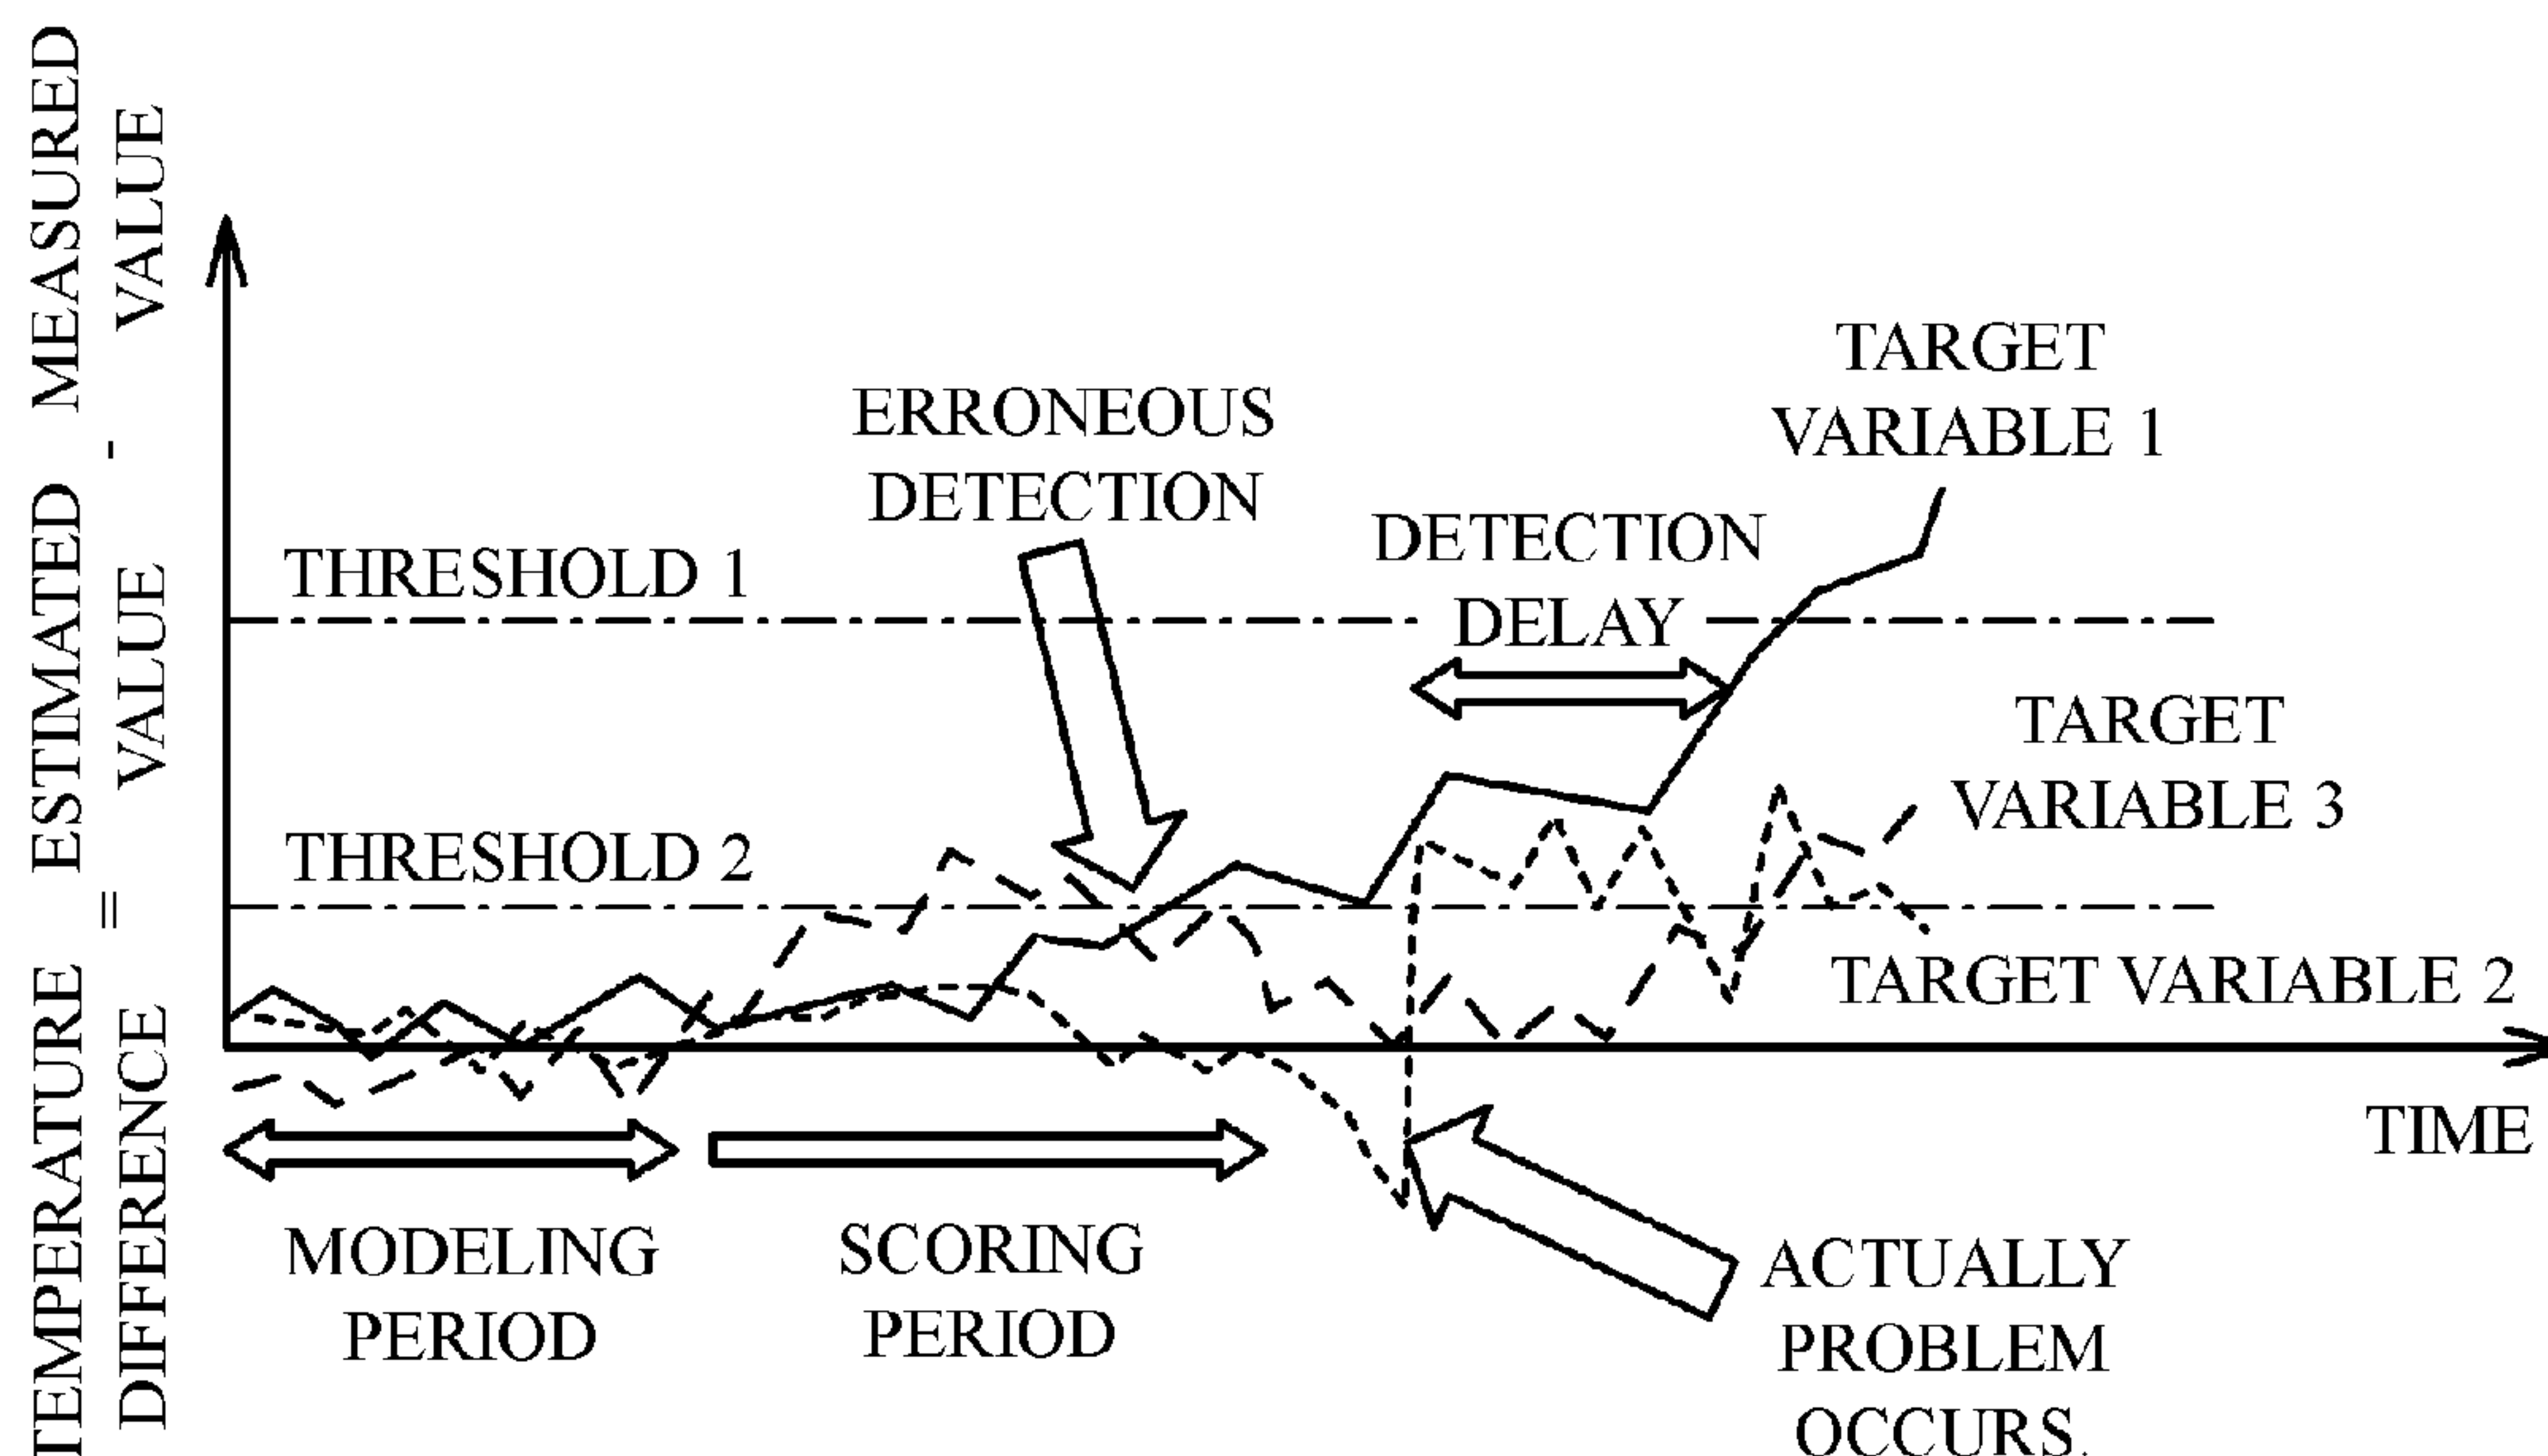 TEMPERATURE = ESTIMATED - MEASURED
DIFFERENCE VALUE VALUE
TARGET
VARIABLE 1
ERRONEOUS
DETECTION
DETECTION
DELAY
THRESHOLD 1
TARGET
VARIABLE 3
THRESHOLD 2
TARGET VARIABLE 2
TIME
MODELING
PERIOD
SCORING
PERIOD
ACTUALLY
PROBLEM
OCCURS.